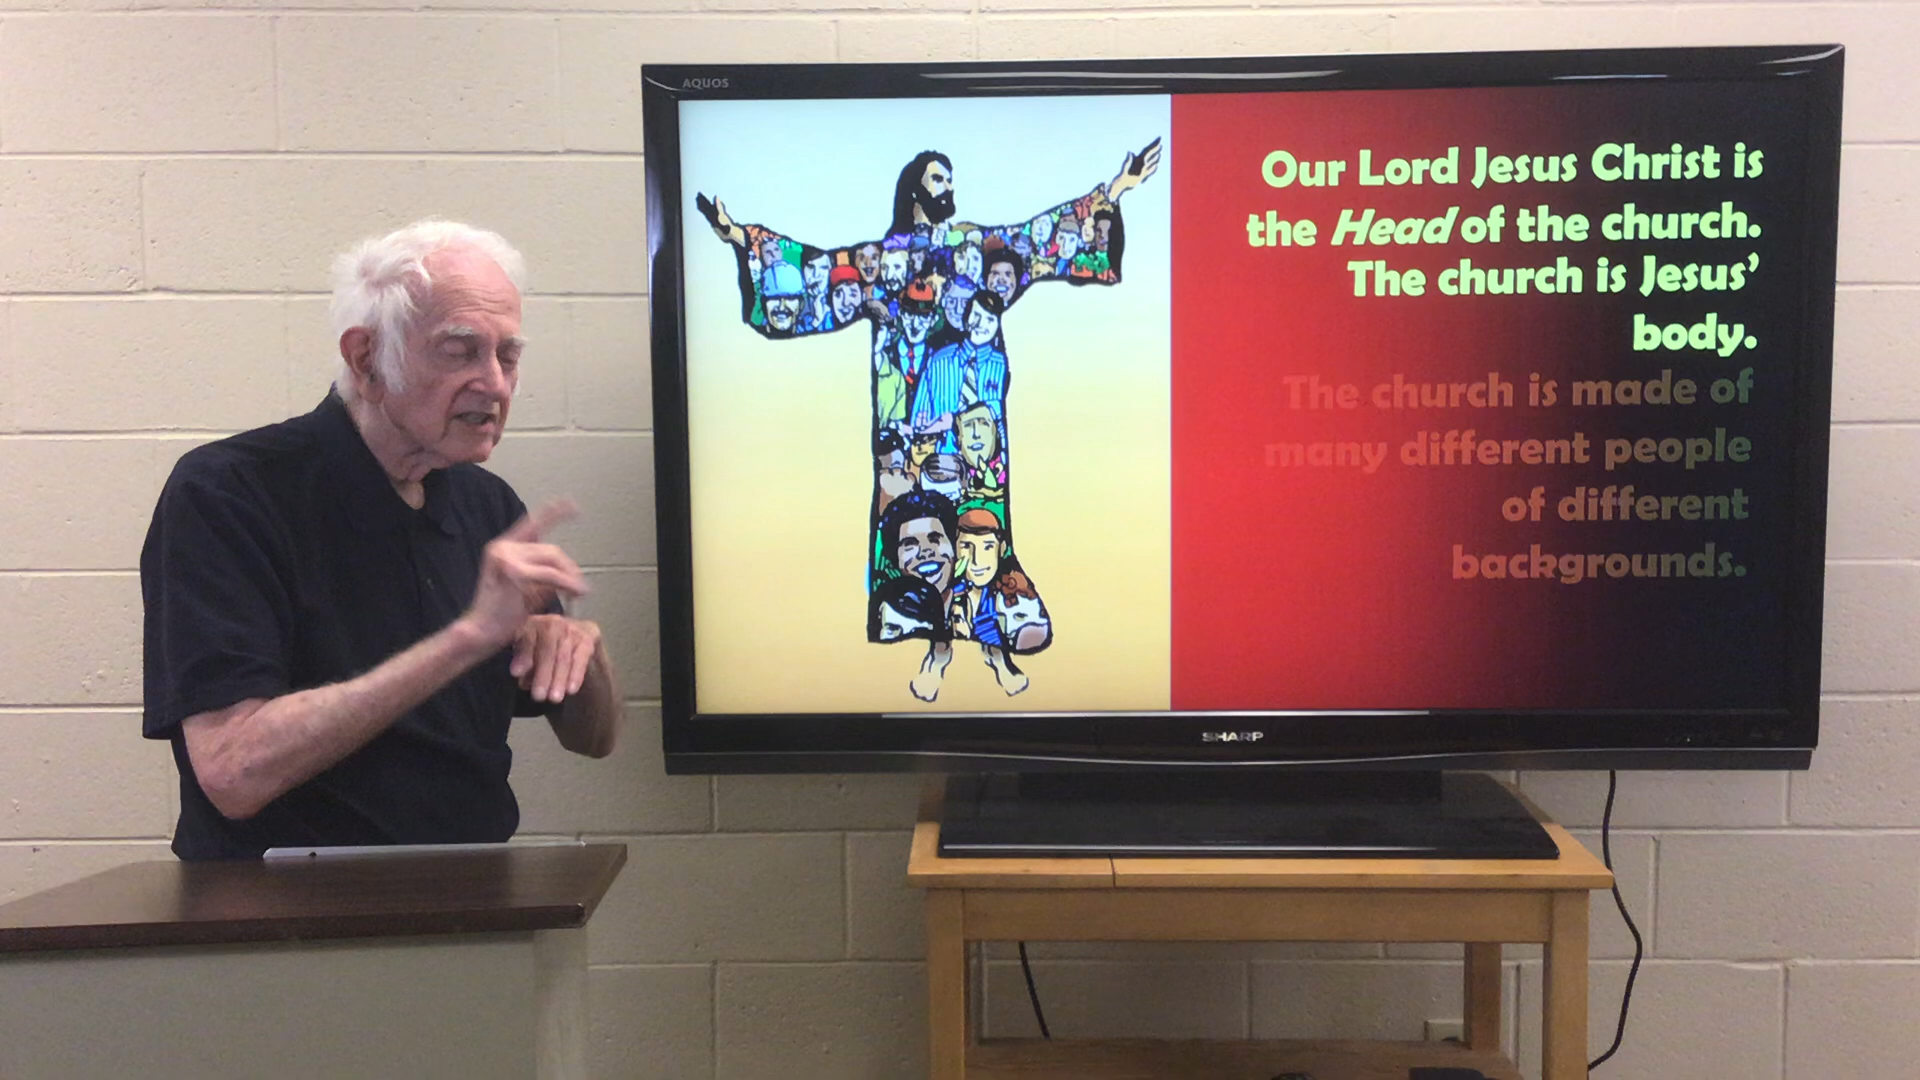 AQUOS
Our Lord Jesus Christ is
the Head of the church.
The church is Jesus’
body.
The church is made of
many different people
of different
backgrounds.
SHARP